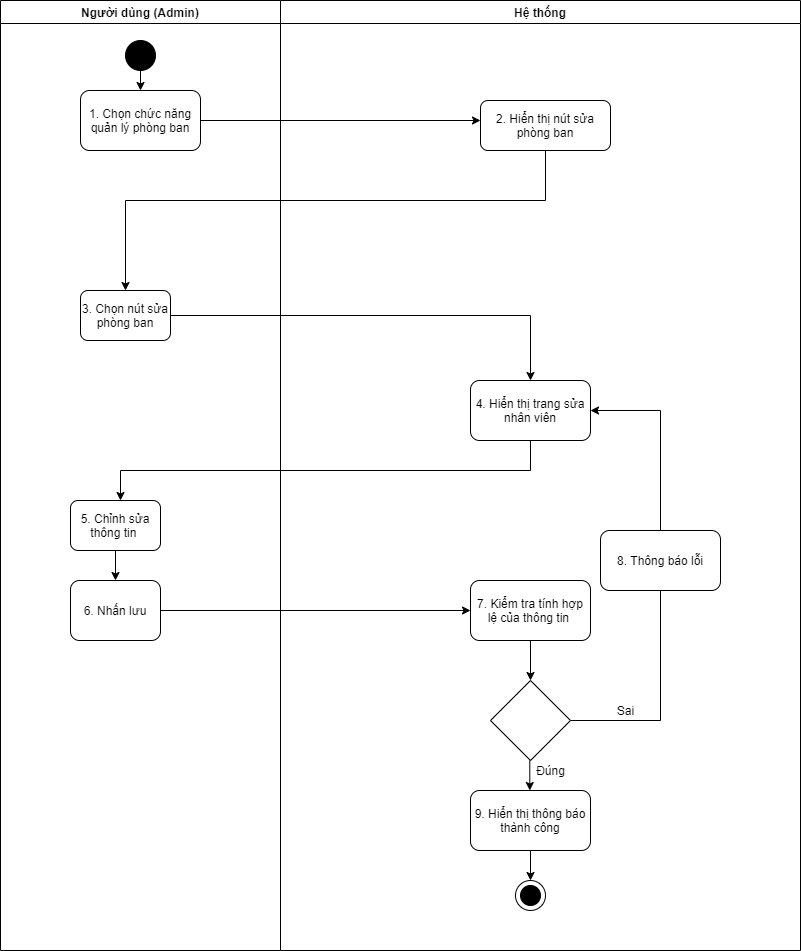 Người dùng (Admin)
Hệ thống
1. Chọn chức năng
quản lý phòng ban
2. Hiển thị nút sửa
phòng ban
3. Chọn nút sửa
phòng ban
4. Hiển thị trang sửa
nhân viên
5. Chỉnh sửa
thông tin
8. Thông báo lỗi
6. Nhấn lưu
7. Kiểm tra tính hợp
lệ của thông tin
Sai
Đúng
9. Hiển thị thông báo
thành công